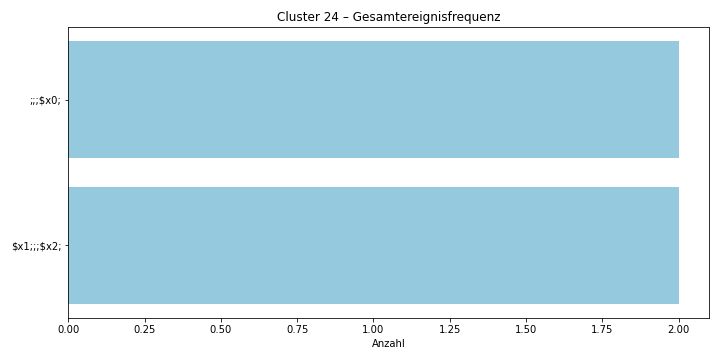 Cluster 24 – Gesamtereignisfrequenz
;;;$x0;
$x1;;;$x2;
0.00 0.25 0.50 0.75 1.00 1.25 1.50 1.75 2.00
Anzahl